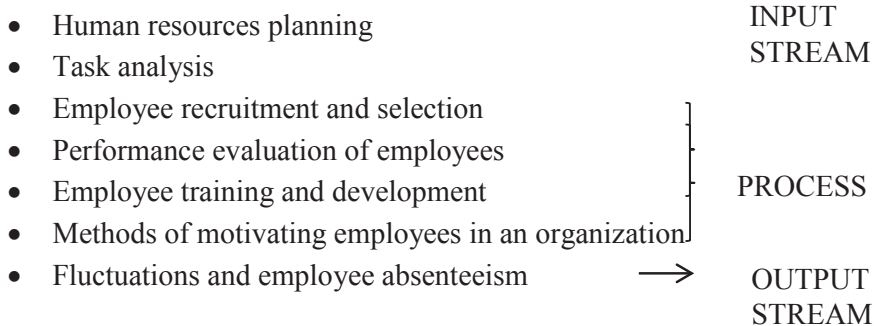 • Human resources planning
• Task analysis
• Employee recruitment and selection
• Performance evaluation of employees
• Employee training and development
• Methods of motivating employees in an organization
• Fluctuations and employee absenteeism
INPUT
STREAM
PROCESS
OUTPUT
STREAM